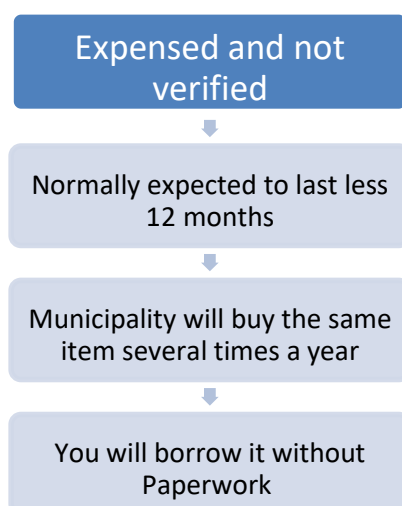 Expensed and not
verified
Normally expected to last less
12 months
Municipality will buy the same
item several times a year
You will borrow it without
Paperwork